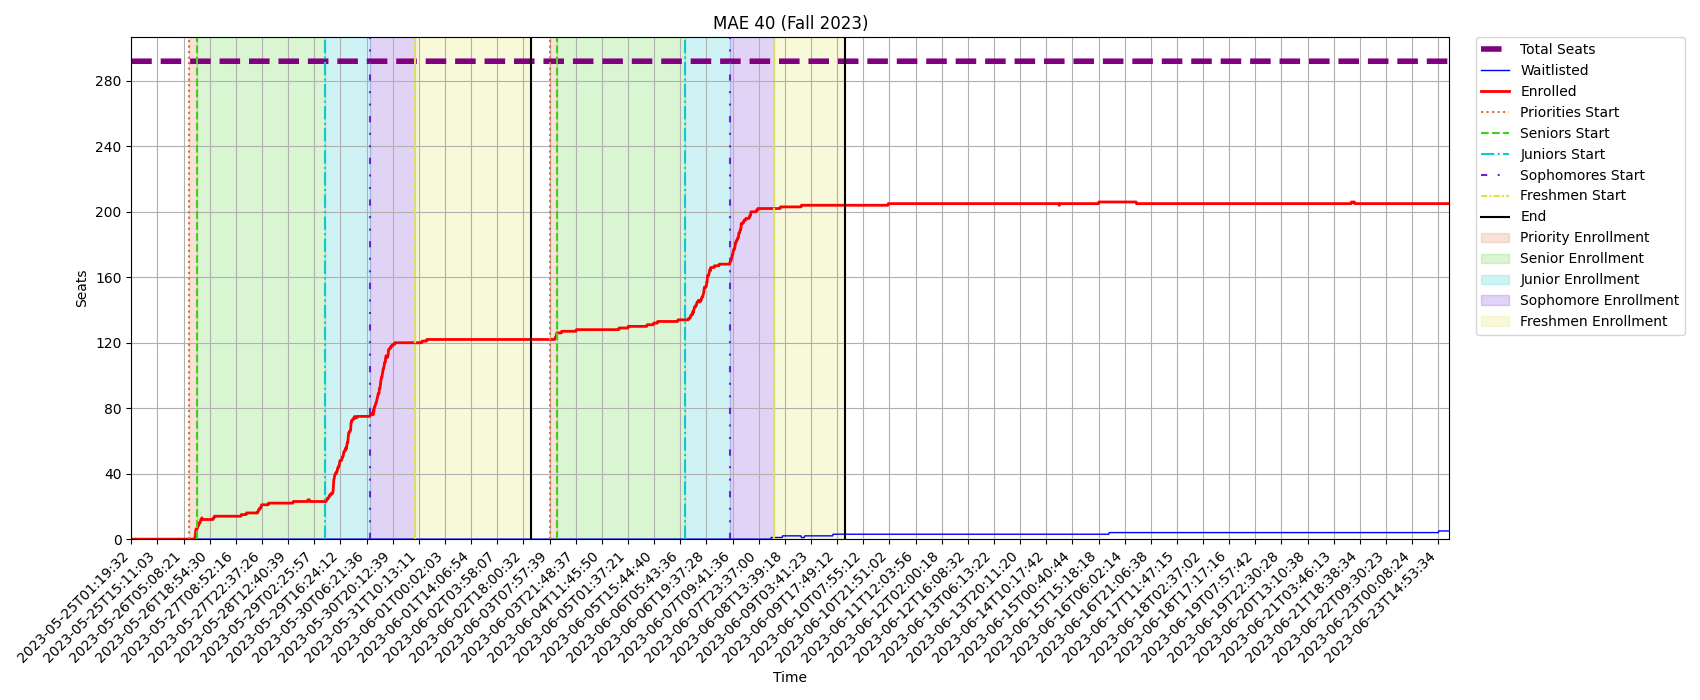 MAE 40 (Fall 2023)
Seats
280
240
200
160
120
80
40
0
2023-05-25T01:19:32
2023-05-25T15:11:03
2023-05-26T05:08:21
2023-05-26T18:54:30
2023-05-27T08:52:16
2023-05-27T22:37:26
2023-05-28T12:40:39
2023-05-29T02:25:57
2023-05-29T16:24:12
2023-05-30T06:21:36
2023-05-30T20:12:39
2023-05-31T10:13:11
2023-06-01T00:02:03
2023-06-01T14:06:54
2023-06-02T03:58:07
2023-06-02T18:00:32
2023-06-03T07:57:39
2023-06-03T21:48:37
2023-06-04T11:45:50
2023-06-05T01:37:21
2023-06-05T15:44:40
2023-06-06T05:43:36
2023-06-06T19:37:28
2023-06-07T09:41:36
2023-06-07T23:37:00
2023-06-08T13:39:18
2023-06-09T03:41:23
2023-06-09T17:49:12
2023-06-10T07:55:12
2023-06-10T21:51:02
2023-06-11T12:03:56
2023-06-12T02:00:18
2023-06-12T16:08:32
2023-06-13T06:13:22
2023-06-13T20:11:20
2023-06-14T10:17:42
2023-06-15T00:40:44
2023-06-15T15:18:18
2023-06-16T06:02:14
2023-06-16T21:06:38
2023-06-17T11:47:15
2023-06-18T02:37:02
2023-06-18T17:17:16
2023-06-19T07:57:42
2023-06-19T22:30:28
2023-06-20T13:10:38
2023-06-21T03:46:13
2023-06-21T18:38:34
2023-06-22T09:30:23
2023-06-23T00:08:24
2023-06-23T14:53:34
Time
Total Seats
Waitlisted
Enrolled
Priorities Start
Seniors Start
Juniors Start
Sophomores Start
Freshmen Start
End
Priority Enrollment
Senior Enrollment
Junior Enrollment
Sophomore Enrollment
Freshmen Enrollment